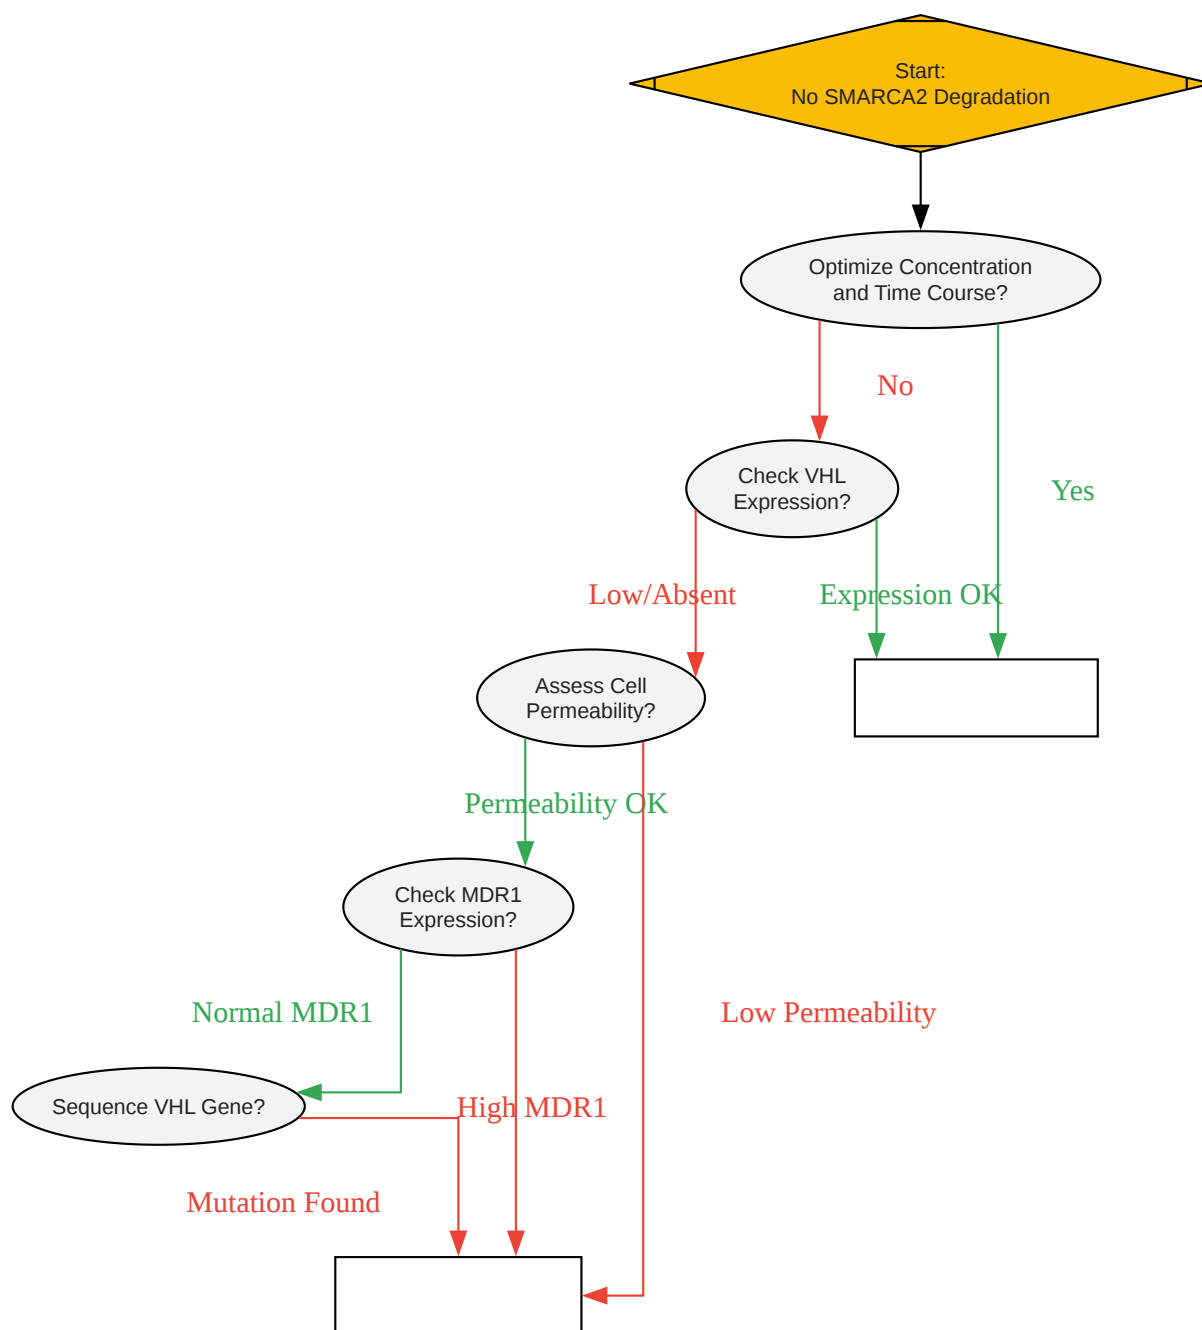 Start:
No SMARCA2 Degradation
Optimize Concentration
and Time Course?
No
Check VHL
Expression?
Yes
Low/Absent
Expression OK
Assess Cell
Permeability?
Permeability OK
Check MDR1
Expression?
Normal MDR1
Low Permeability
Sequence VHL Gene?
High MDR1
Mutation Found